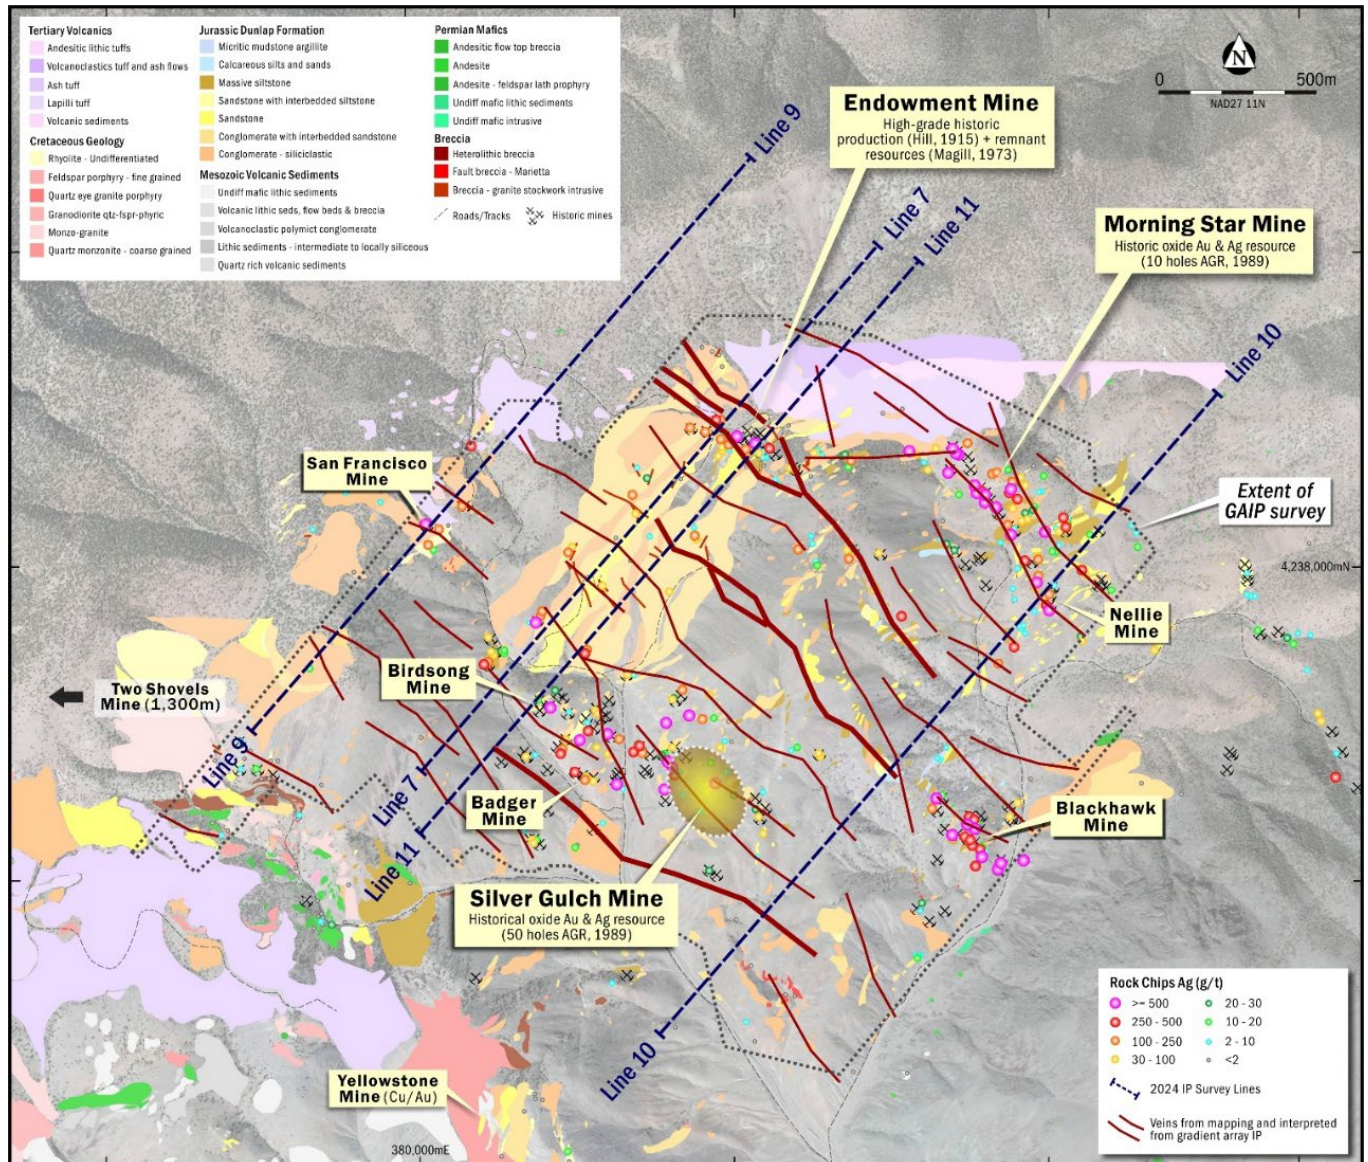 Tertiary Volcanics
Andesitic lithic tuffs
Volcanoclastics tuff and ash flows
Ash tuff
Lapilli tuff
Volcanic sediments
Cretaceous Geology
Rhyolite - Undifferentiated
Feldspar porphyry - fine grained
Quartz eye granite porphyry
Granodiorite qtz-fspr-phyric
Monzo-granite
Quartz monzonite - coarse grained
Jurassic Dunlap Formation
Micritic mudstone argillite
Calcareous silts and sands
Massive siltstone
Sandstone with interbedded siltstone
Sandstone
Conglomerate with interbedded sandstone
Conglomerate - siliciclastic
Mesozoic Volcanic Sediments
Undiff mafic lithic sediments
Volcanic lithic seds, flow beds & breccia
Volcanoclastic polymict conglomerate
Lithic sediments - intermediate to locally siliceous
Quartz rich volcanic sediments
Permian Mafics
Andesitic flow top breccia
Andesite
Andesite - feldspar lath prophyry
Undiff mafic lithic sediments
Undiff mafic intrusive
Breccia
Heterolithic breccia
Fault breccia - Marietta
Breccia - granite stockwork intrusive
Roads/Tracks
Historic mines
N
0 500m
NAD27 11N
Endowment Mine
High-grade historic
production (Hill, 1915) + remnant
resources (Magill, 1973)
Line 9
Line 7
Line 11
Morning Star Mine
Historic oxide Au & Ag resource
(10 holes AGR, 1989)
Line 10
San Francisco
Mine
Extent of
GAIP survey
4,238,000mN
Nellie
Mine
Birdsong
Mine
Two Shovels
Mine (1,300m)
Line 9
Line 7
Badger
Mine
Blackhawk
Mine
Line 11
Silver Gulch Mine
Historical oxide Au & Ag resource
(50 holes AGR, 1989)
Line 10
Yellowstone
Mine (Cu/Au)
380,000mE
Rock Chips Ag (g/t)
>= 500
250 - 500
100 - 250
30 - 100
20 - 30
10 - 20
2 - 10
<2
2024 IP Survey Lines
Veins from mapping and interpreted
from gradient array IP